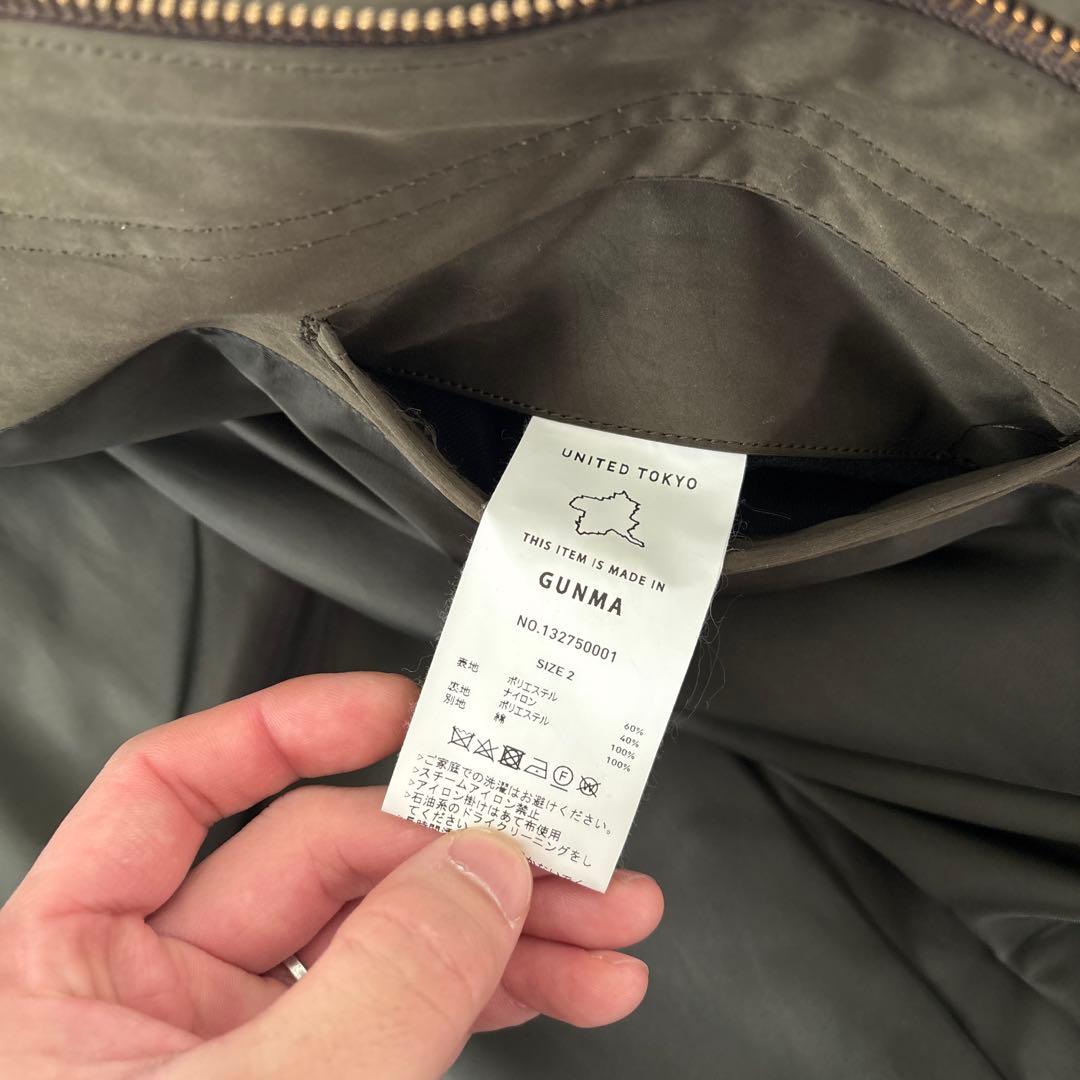 UNITED TOKYO
THIS ITEM IS MADE IN
GUNMA
NO.132750001
SIZE 2
表地 ポリエステル 60%
ナイロン 40%
裏地 ポリエステル 100%
別地 綿 100%
F
W
>ご家庭での洗濯はお避けください。
>スチームアイロン禁止
>アイロン掛けはあて布使用
>石油系のドライクリーニングをし
てください